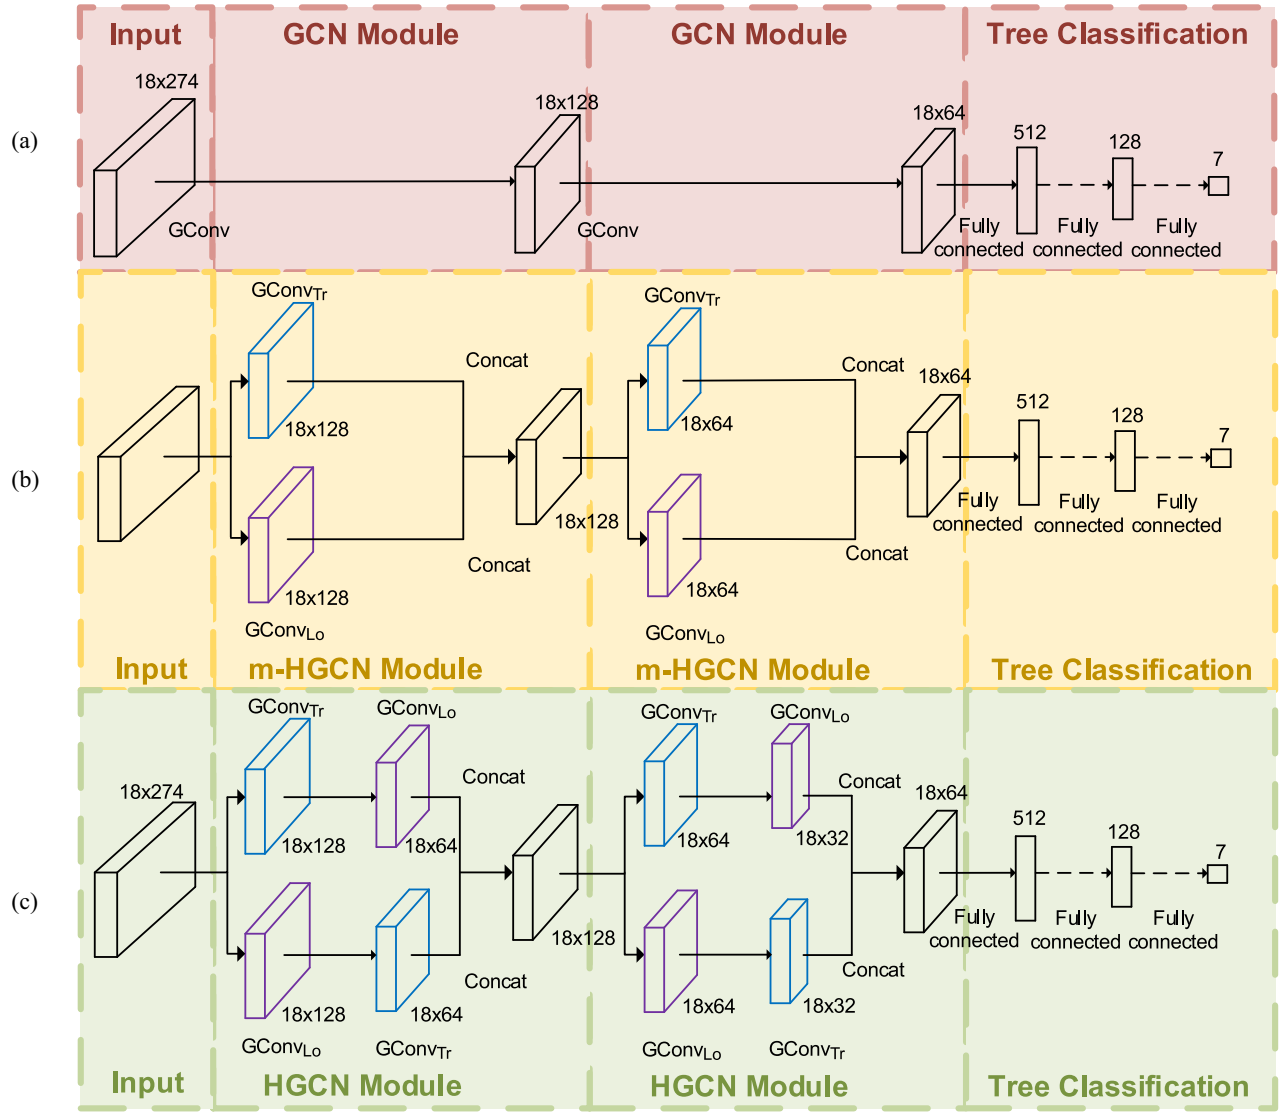 Input GCN Module GCN Module Tree Classification
18x274 18x128 18x64 512 128 7
(a)
GConv GConv Fully connected Fully connected Fully connected
GConvTr GConvTr
Concat Concat
18x64 512 128 7
18x128 18x64
(b)
18x128 Fully connected Fully connected Fully connected
Concat Concat
18x128 18x64
GConvLo GConvLo
Input m-HGCN Module m-HGCN Module Tree Classification
GConvTr GConvLo GConvTr GConvLo
18x274 Concat Concat 18x64 512 128 7
18x128 18x64 18x64 18x32
(c)
18x128 Fully connected Fully connected Fully connected
Concat Concat
18x128 18x64 18x64 18x32
GConvLo GConvTr GConvLo GConvTr
Input HGCN Module HGCN Module Tree Classification